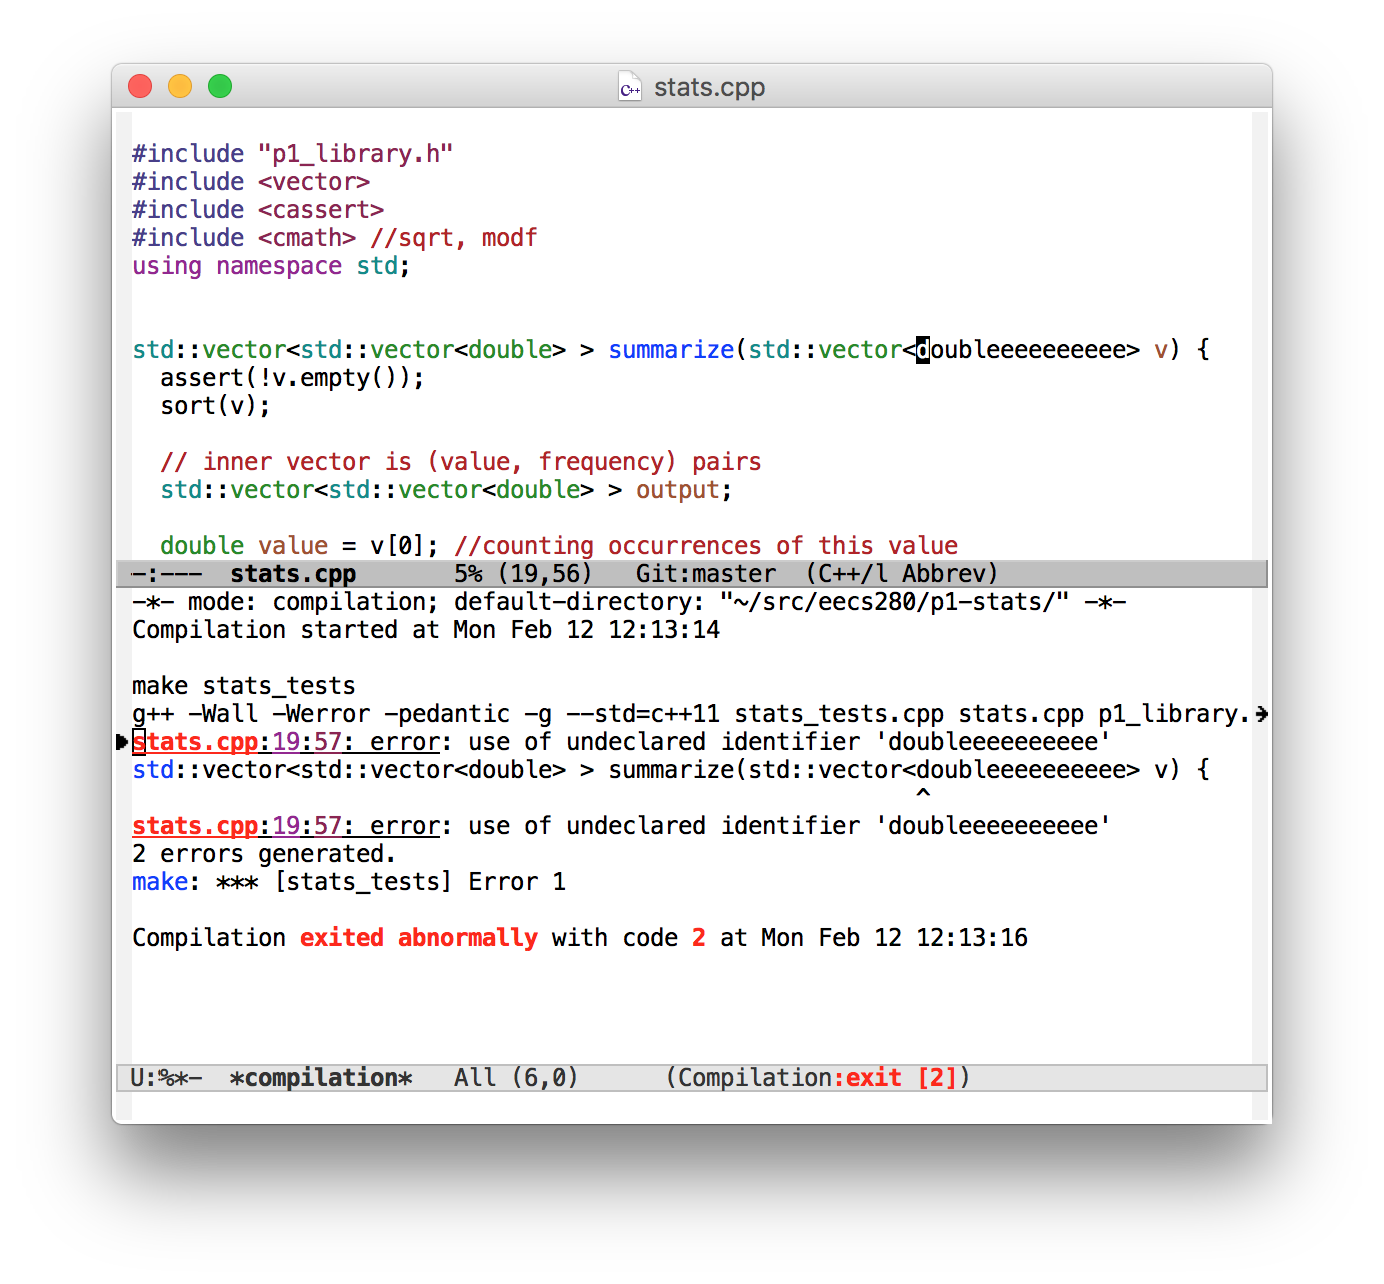 C++ stats.cpp
#include "p1_library.h"
#include <vector>
#include <cassert>
#include <cmath> //sqrt, modf
using namespace std;
std::vector<std::vector<double> > summarize(std::vector<doubleeeeeeeeeee> v) {
  assert(!v.empty());
  sort(v);
  // inner vector is (value, frequency) pairs
  std::vector<std::vector<double> > output;
  double value = v[0]; //counting occurrences of this value
-:---  stats.cpp       5% (19,56)   Git:master  (C++/l Abbrev)
-*- mode: compilation; default-directory: "~/src/eecs280/p1-stats/" -*-
Compilation started at Mon Feb 12 12:13:14
make stats_tests
g++ -Wall -Werror -pedantic -g --std=c++11 stats_tests.cpp stats.cpp p1_library.
stats.cpp:19:57: error: use of undeclared identifier 'doubleeeeeeeeeee'
std::vector<std::vector<double> > summarize(std::vector<doubleeeeeeeeeee> v) {
                                                        ^
stats.cpp:19:57: error: use of undeclared identifier 'doubleeeeeeeeeee'
2 errors generated.
make: *** [stats_tests] Error 1
Compilation exited abnormally with code 2 at Mon Feb 12 12:13:16
U:%*-  *compilation*   All (6,0)      (Compilation:exit [2])